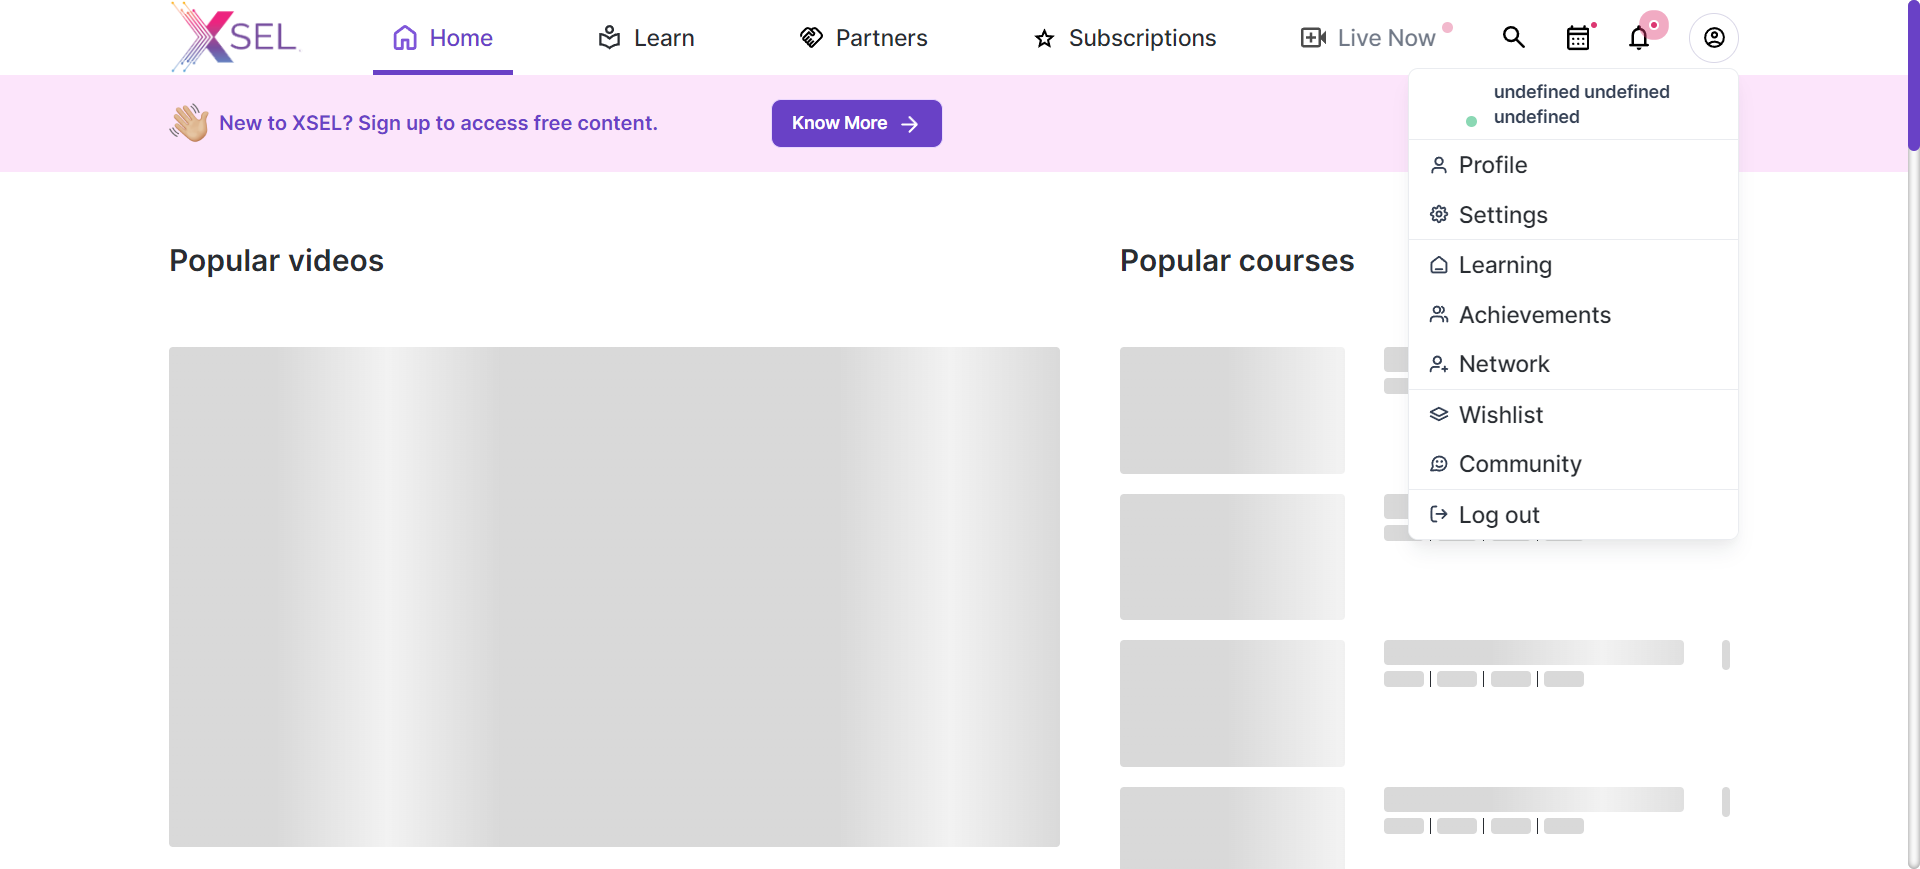 XSEL
Home
Learn
Partners
Subscriptions
Live Now
New to XSEL? Sign up to access free content.
Know More
undefined undefined
undefined
Profile
Settings
Learning
Achievements
Network
Wishlist
Community
Log out
Popular videos
Popular courses